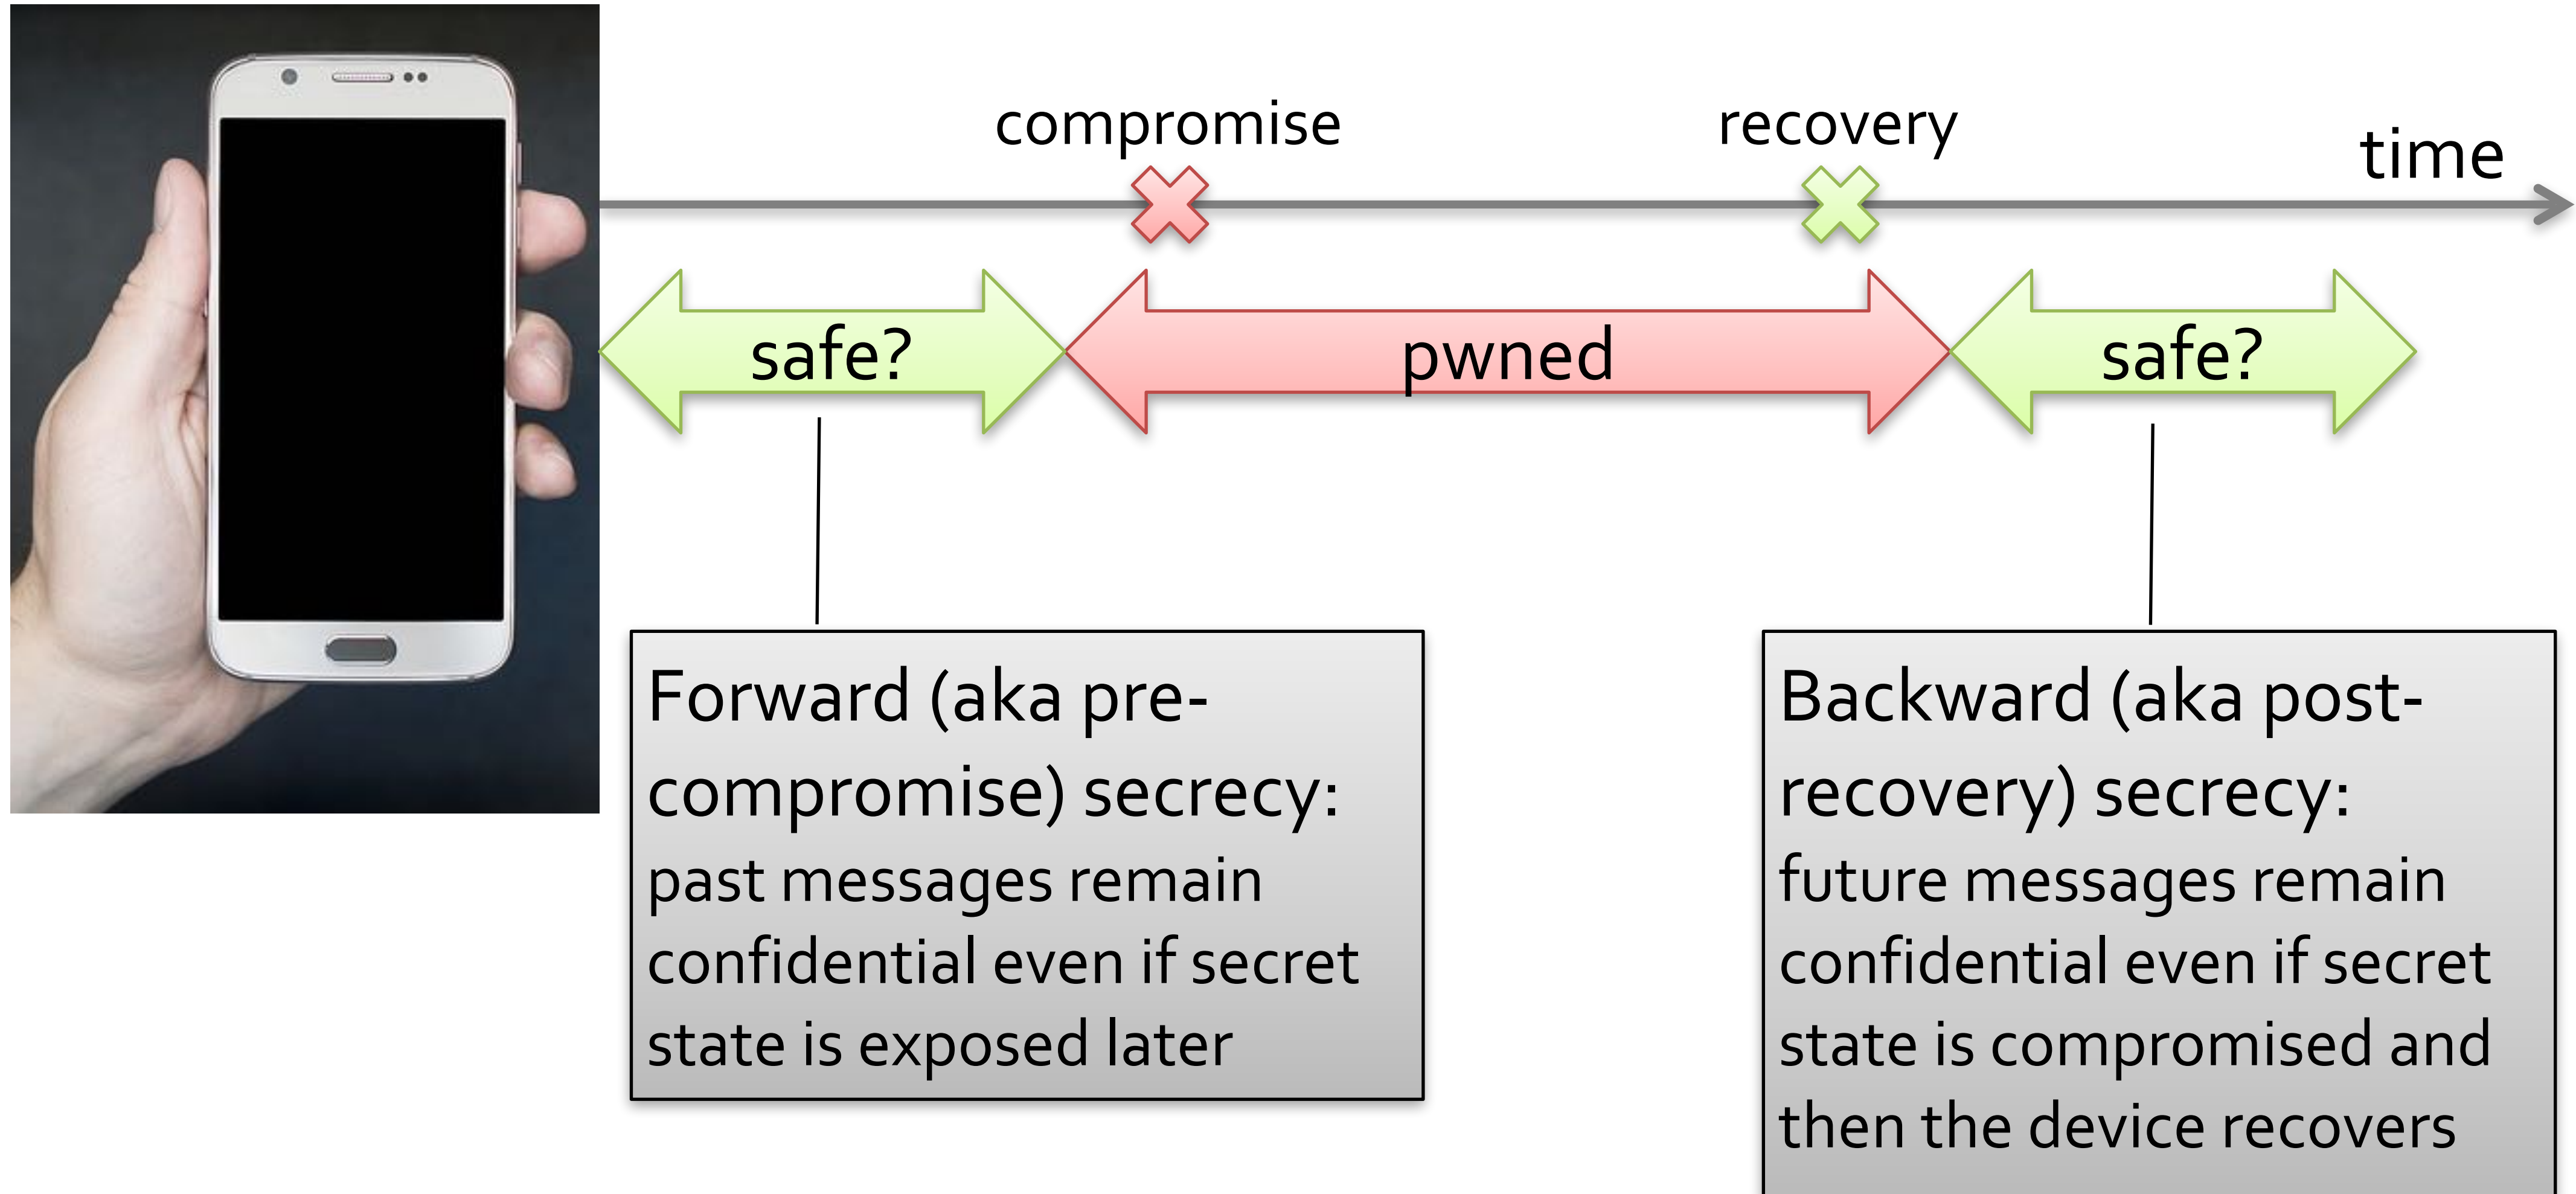 compromise
recovery
time
safe?
pwned
safe?
Forward (aka pre-
compromise) secrecy:
past messages remain
confidential even if secret
state is exposed later
Backward (aka post-
recovery) secrecy:
future messages remain
confidential even if secret
state is compromised and
then the device recovers